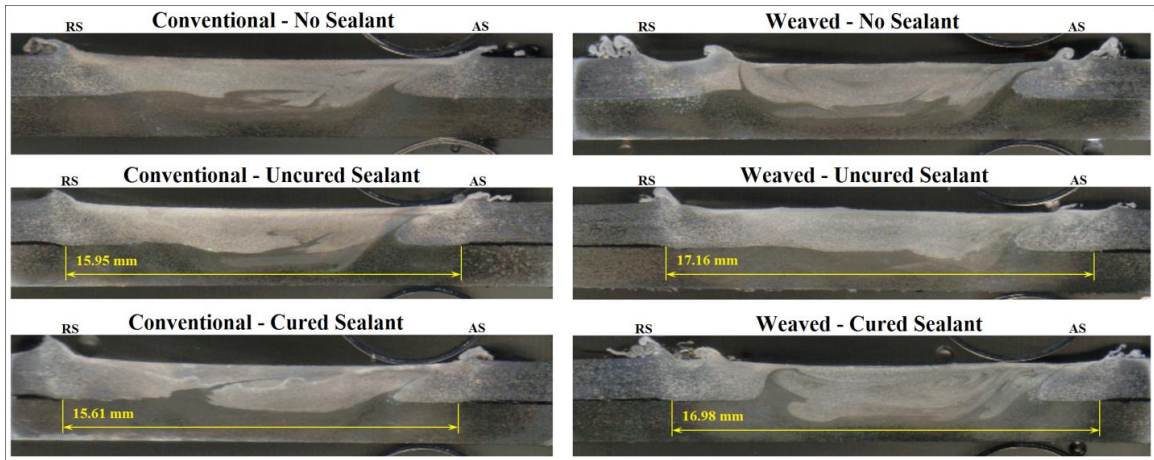 Conventional - No Sealant
RS
AS
Weaved - No Sealant
RS
AS
Conventional - Uncured Sealant
RS
AS
15.95 mm
Weaved - Uncured Sealant
RS
AS
17.16 mm
Conventional - Cured Sealant
RS
AS
15.61 mm
Weaved - Cured Sealant
RS
AS
16.98 mm